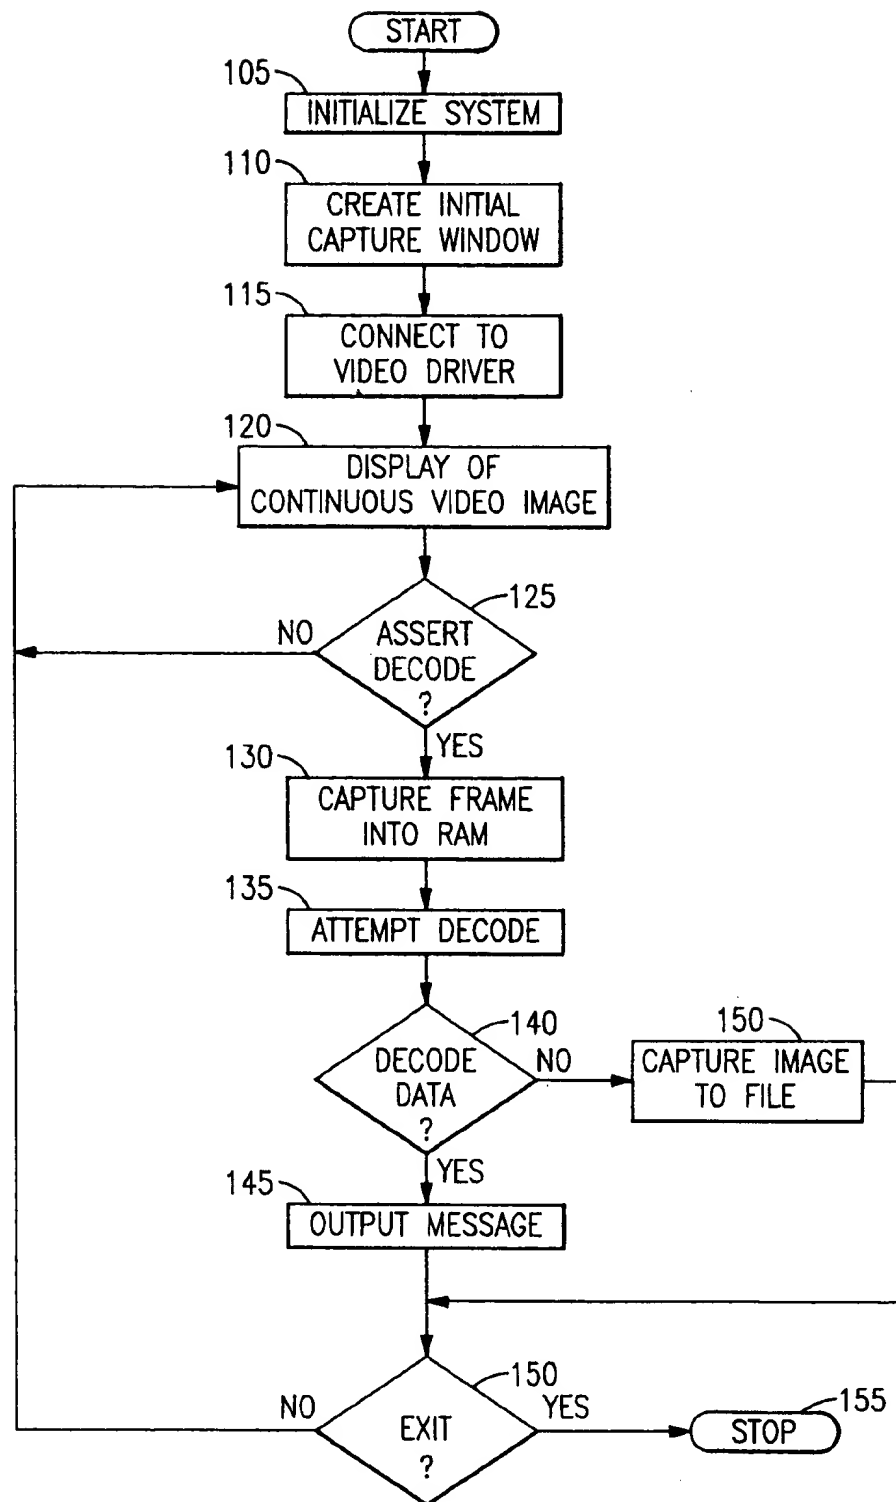 START
105
INITIALIZE SYSTEM
110
CREATE INITIAL
CAPTURE WINDOW
115
CONNECT TO
VIDEO DRIVER
120
DISPLAY OF
CONTINUOUS VIDEO IMAGE
125
NO
ASSERT
DECODE
?
YES
130
CAPTURE FRAME
INTO RAM
135
ATTEMPT DECODE
140
DECODE
DATA
?
NO
150
CAPTURE IMAGE
TO FILE
YES
145
OUTPUT MESSAGE
150
NO
EXIT
?
YES
155
STOP